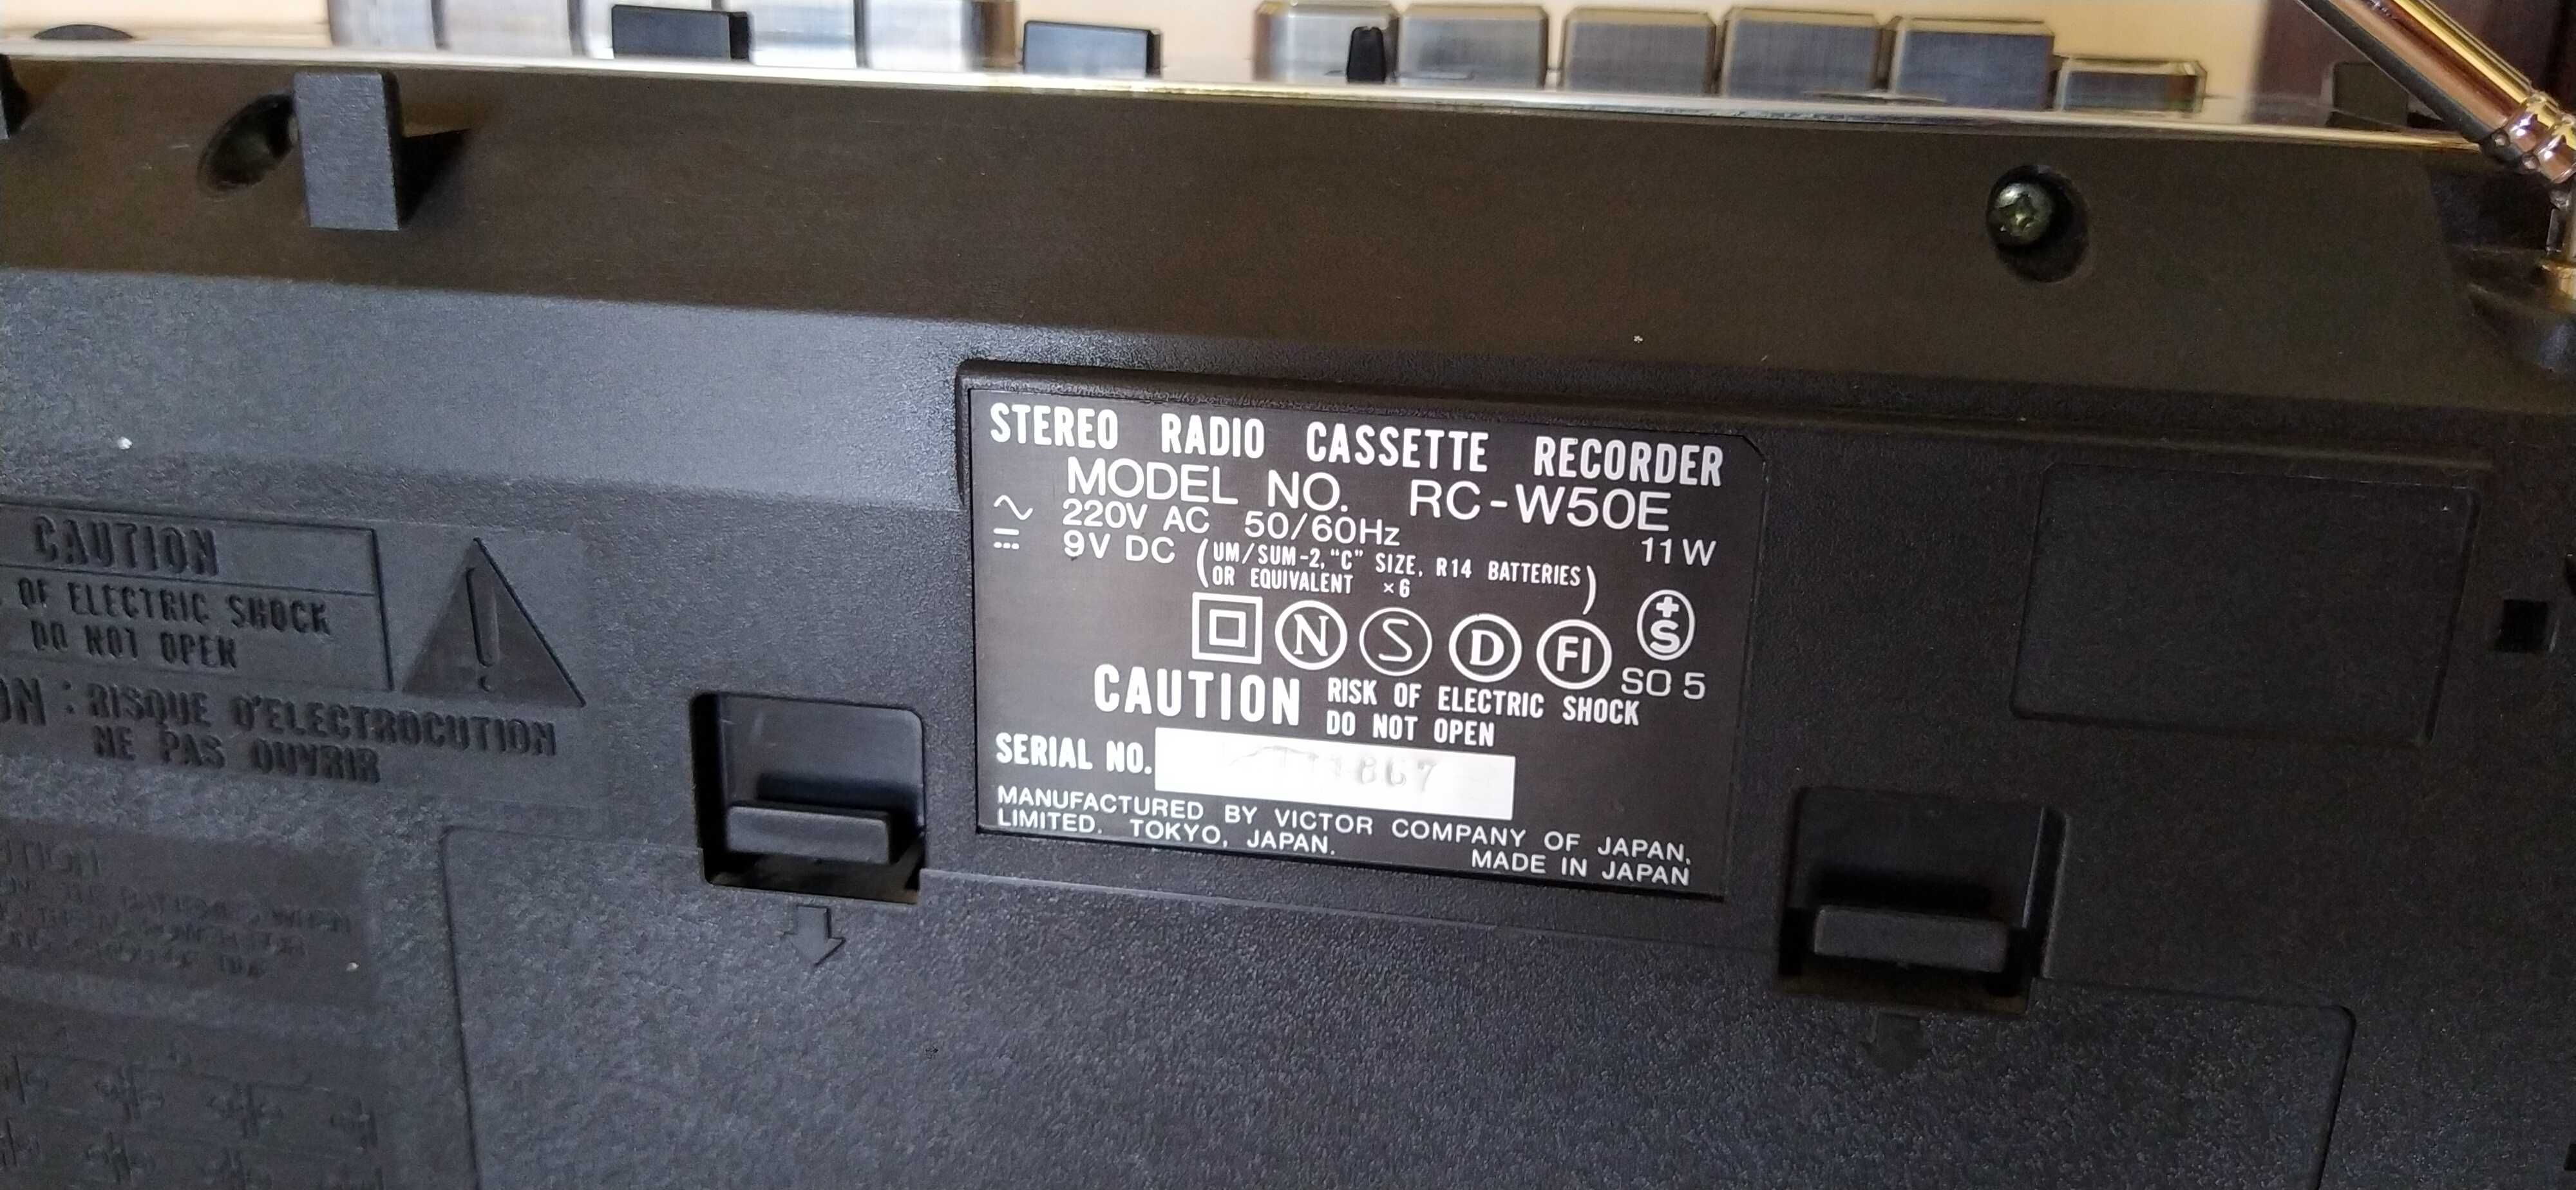 STEREO RADIO CASSETTE RECORDER
MODEL NO. RC-W50E
220V AC 50/60Hz
9V DC (UM/SUM-2, "C" SIZE, R14 BATTERIES) 11W
OR EQUIVALENT ×6
N S D FI +S
SO 5
CAUTION RISK OF ELECTRIC SHOCK
DO NOT OPEN
SERIAL NO.
MANUFACTURED BY VICTOR COMPANY OF JAPAN,
LIMITED. TOKYO, JAPAN.
MADE IN JAPAN
CAUTION
OF ELECTRIC SHOCK
DO NOT OPEN
!
ON : RISQUE D'ELECTROCUTION
NE PAS OUVRIR